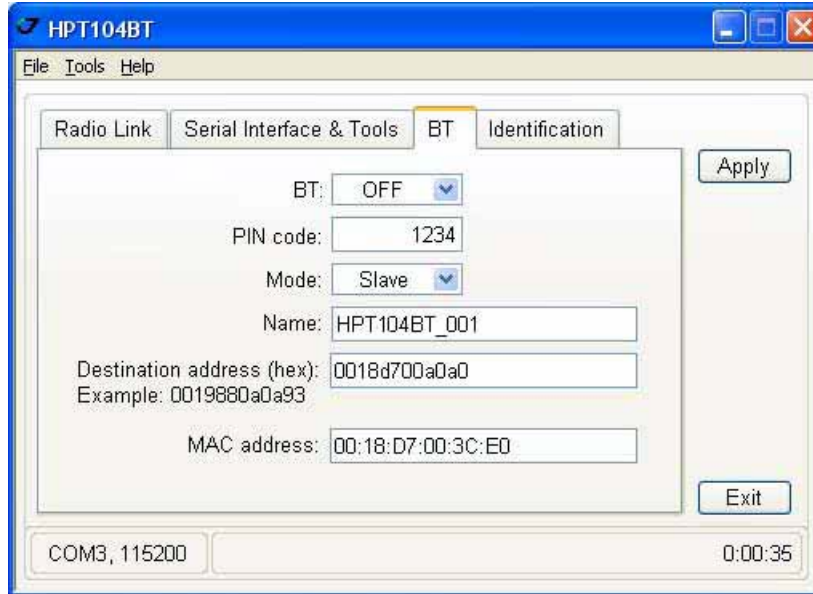 HPT104BT
File Tools Help
Radio Link Serial Interface & Tools BT Identification
Apply
BT: OFF
PIN code: 1234
Mode: Slave
Name: HPT104BT_001
Destination address (hex): 0018d700a0a0
Example: 0019880a0a93
MAC address: 00:18:D7:00:3C:E0
Exit
COM3, 115200 0:00:35